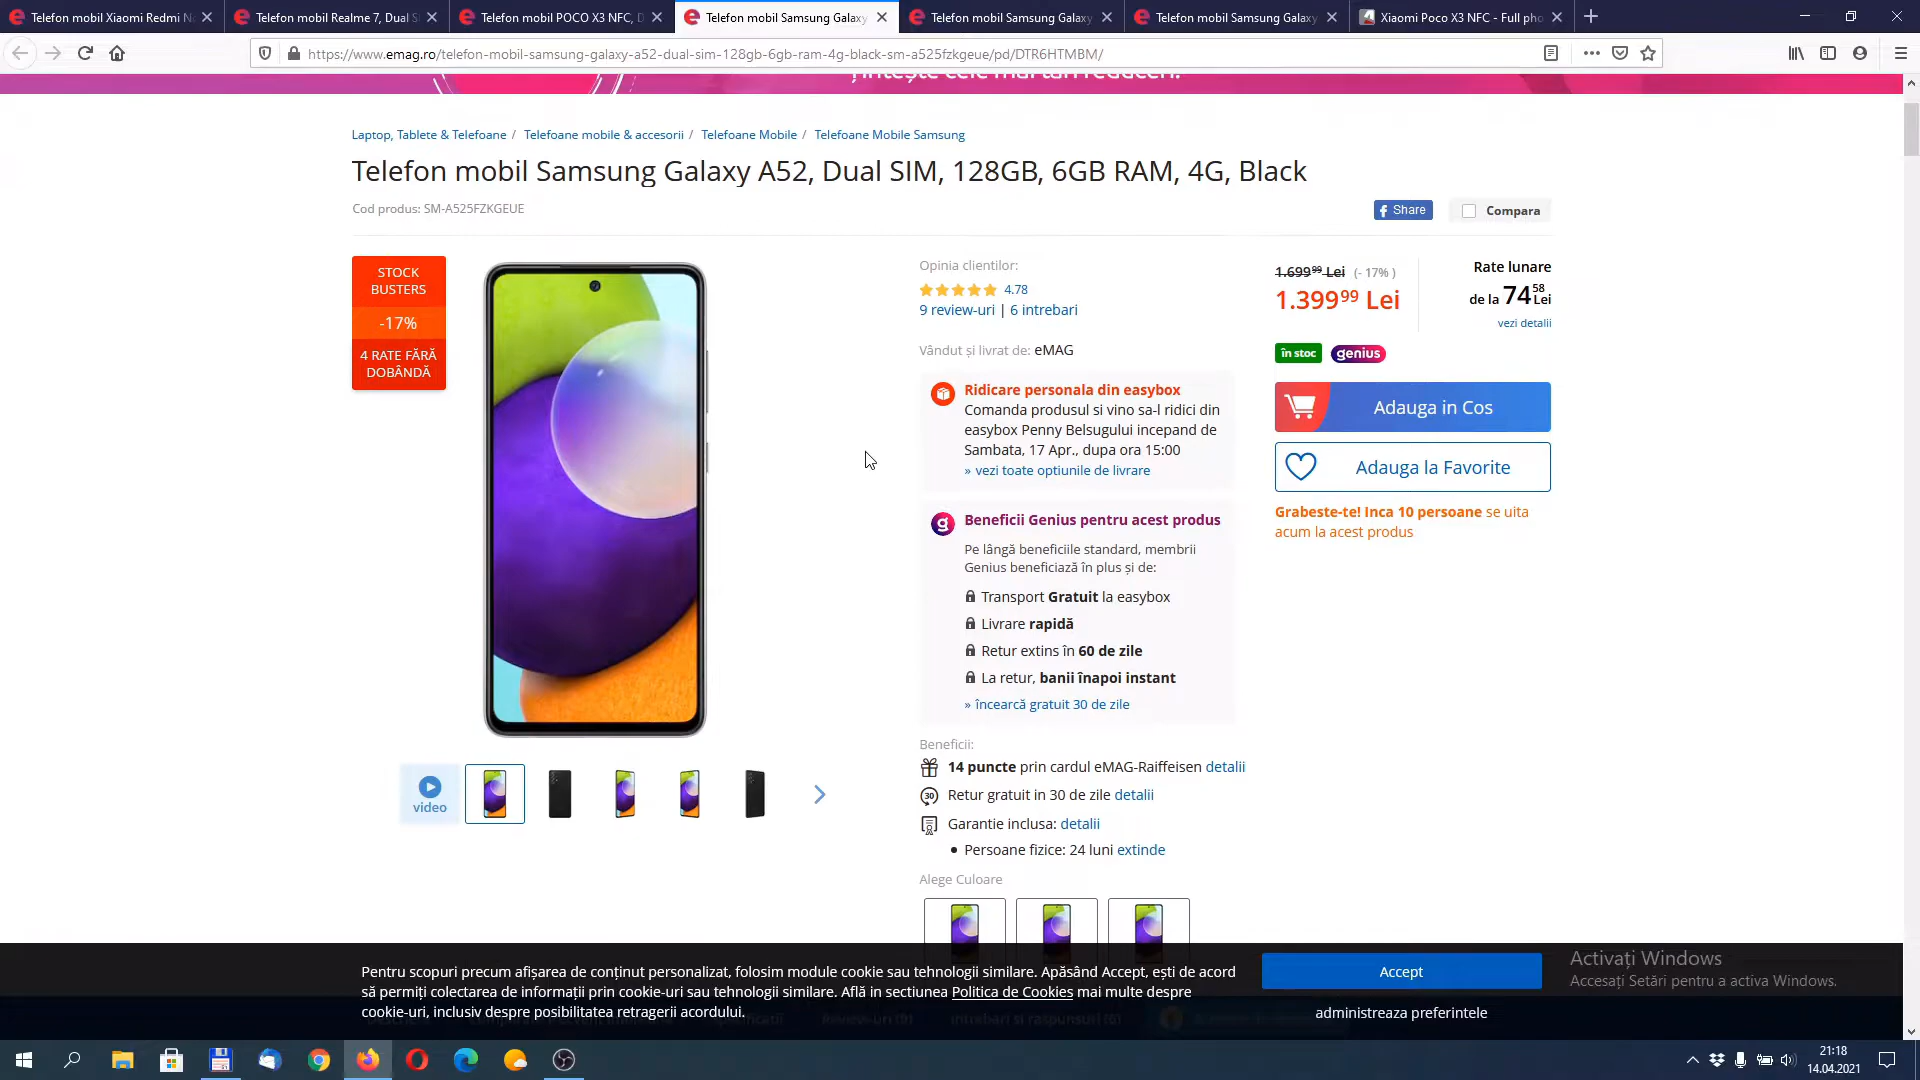 Telefon mobil Xiaomi Redmi N
Telefon mobil Realme 7, Dual S
Telefon mobil POCO X3 NFC, D
Telefon mobil Samsung Galaxy
Telefon mobil Samsung Galaxy
Telefon mobil Samsung Galaxy
Xiaomi Poco X3 NFC - Full pho
https://www.emag.ro/telefon-mobil-samsung-galaxy-a52-dual-sim-128gb-6gb-ram-4g-black-sm-a525fzkgeue/pd/DTR6HTMBM/
țintește cele mai tari reduceri!
Laptop, Tablete & Telefoane / Telefoane mobile & accesorii / Telefoane Mobile / Telefoane Mobile Samsung
Telefon mobil Samsung Galaxy A52, Dual SIM, 128GB, 6GB RAM, 4G, Black
Cod produs: SM-A525FZKGEUE
Share
Compara
STOCK
BUSTERS
-17%
4 RATE FĂRĂ
DOBÂNDĂ
video
Opinia clientilor:
4.78
9 review-uri | 6 intrebari
Vândut și livrat de: eMAG
Ridicare personala din easybox
Comanda produsul si vino sa-l ridici din
easybox Penny Belsugului incepand de
Sambata, 17 Apr., dupa ora 15:00
» vezi toate optiunile de livrare
Beneficii Genius pentru acest produs
Pe lângă beneficiile standard, membrii
Genius beneficiază în plus și de:
Transport Gratuit la easybox
Livrare rapidă
Retur extins în 60 de zile
La retur, banii înapoi instant
» încearcă gratuit 30 de zile
Beneficii:
14 puncte prin cardul eMAG-Raiffeisen detalii
30 Retur gratuit in 30 de zile detalii
Garantie inclusa: detalii
• Persoane fizice: 24 luni extinde
Alege Culoare
1.699⁹⁹ Lei (- 17% )
1.399⁹⁹ Lei
Rate lunare
de la 74⁵⁸ Lei
vezi detalii
în stoc
genius
Adauga in Cos
Adauga la Favorite
Grabeste-te! Inca 10 persoane se uita
acum la acest produs
Pentru scopuri precum afișarea de conținut personalizat, folosim module cookie sau tehnologii similare. Apăsând Accept, ești de acord
să permiți colectarea de informații prin cookie-uri sau tehnologii similare. Află in sectiunea Politica de Cookies mai multe despre
cookie-uri, inclusiv despre posibilitatea retragerii acordului.
Accept
administreaza preferintele
Activați Windows
Accesați Setări pentru a activa Windows.
Review-uri (9)
Intrebari si raspunsuri (6)
21:18
14.04.2021